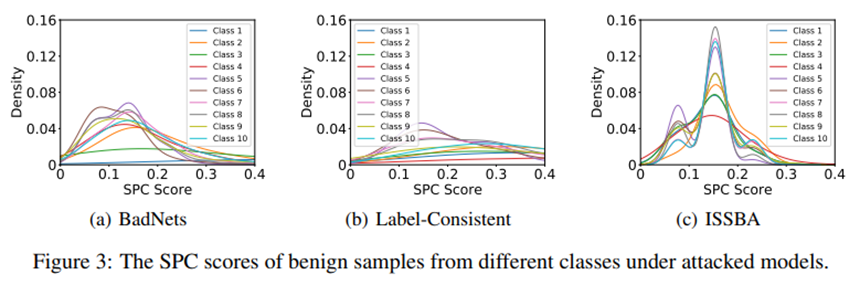 0.16
0.12
0.08
0.04
0
Density
0 0.1 0.2 0.3 0.4
SPC Score
Class 1
Class 2
Class 3
Class 4
Class 5
Class 6
Class 7
Class 8
Class 9
Class 10
(a) BadNets
0.16
0.12
0.08
0.04
0
Density
0 0.1 0.2 0.3 0.4
SPC Score
Class 1
Class 2
Class 3
Class 4
Class 5
Class 6
Class 7
Class 8
Class 9
Class 10
(b) Label-Consistent
0.16
0.12
0.08
0.04
0
Density
0 0.1 0.2 0.3 0.4
SPC Score
Class 1
Class 2
Class 3
Class 4
Class 5
Class 6
Class 7
Class 8
Class 9
Class 10
(c) ISSBA
Figure 3: The SPC scores of benign samples from different classes under attacked models.